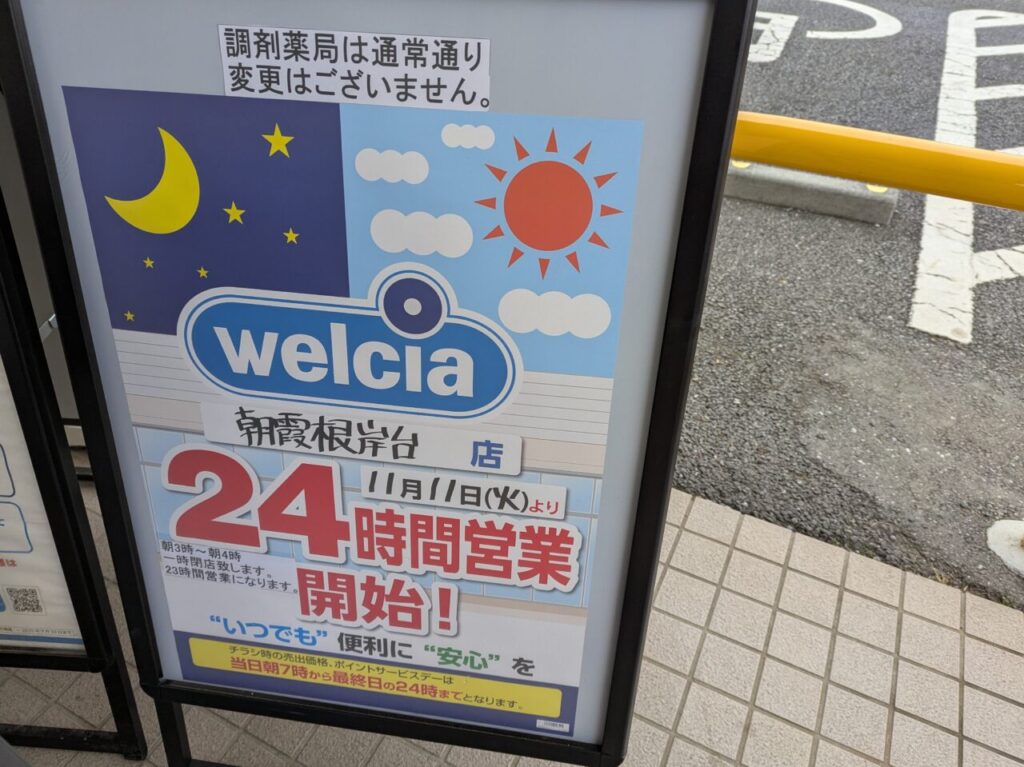 調剤薬局は通常通り
変更はございません。
welcia
朝霞根岸台 店
11月11日(火)より
24時間営業
朝3時~朝4時
一時閉店致します。
23時間営業になります。
開始!
“いつでも” 便利に “安心” を
チラシ時の売出価格、ポイントサービスデーは
当日朝7時から最終日の24時までとなります。